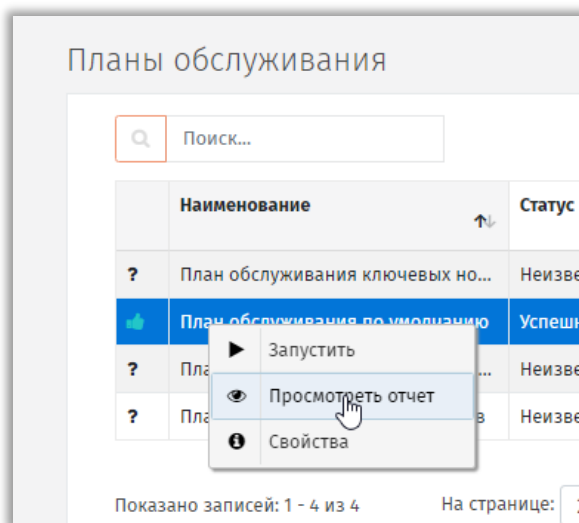 Планы обслуживания
Поиск...
Наименование
Статус
? План обслуживания ключевых но... Неизве
План обслуживания по умолчанию Успешн
? Пла ... Неизве
? Пла в Неизве
Запустить
Просмотреть отчет
Свойства
Показано записей: 1 - 4 из 4 На странице: